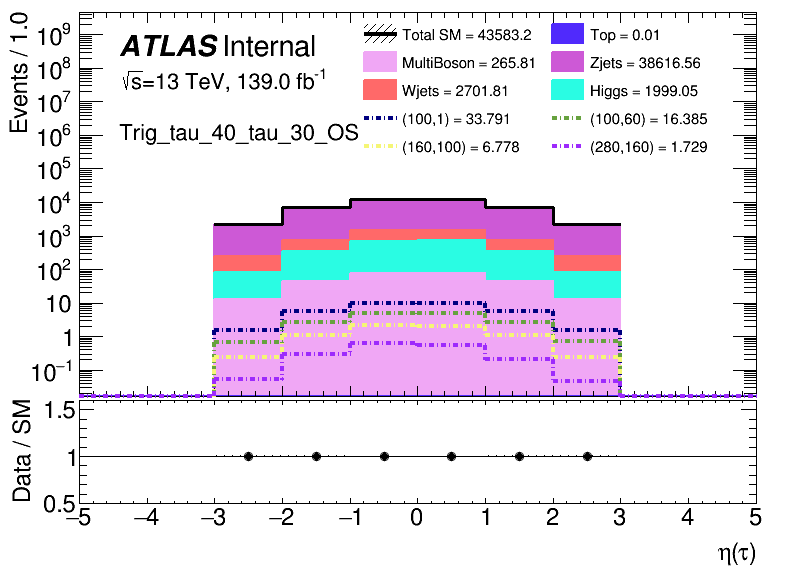 Events / 1.0
10⁹
10⁸
10⁷
10⁶
10⁵
10⁴
10³
10²
10
1
10⁻¹
ATLAS Internal
√s=13 TeV, 139.0 fb⁻¹
Trig_tau_40_tau_30_OS
Total SM = 43583.2
Top = 0.01
MultiBoson = 265.81
Zjets = 38616.56
Wjets = 2701.81
Higgs = 1999.05
(100,1) = 33.791
(100,60) = 16.385
(160,100) = 6.778
(280,160) = 1.729
Data / SM
1.5
1
0.5
−5 −4 −3 −2 −1 0 1 2 3 4 5
η(τ)